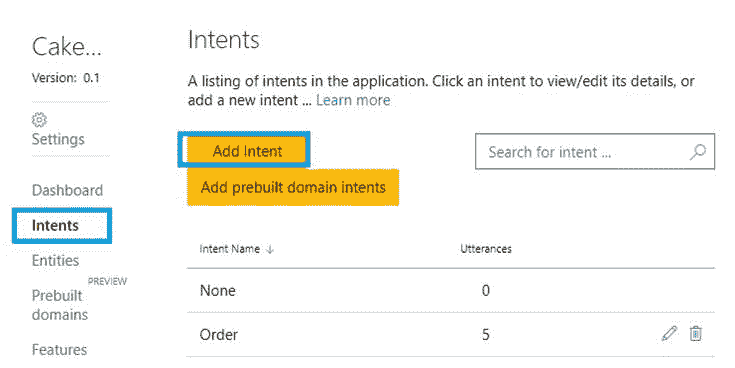 Cake...
Version: 0.1
Settings
Dashboard
Intents
Entities
PREVIEW
Prebuilt
domains
Features
Intents
A listing of intents in the application. Click an intent to view/edit its details, or
add a new intent ... Learn more
Add Intent
Search for intent ...
Add prebuilt domain intents
Intent Name ↓ Utterances
None 0
Order 5